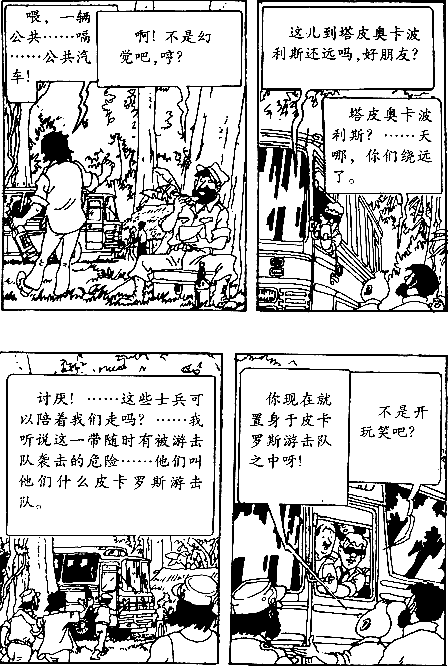 喂，一辆
公共……嗝
……公共汽
车！
啊！不是幻
觉吧，哼？
这儿到塔皮奥卡波
利斯还远吗，好朋友？
塔皮奥卡波
利斯？……天
哪，你们绕远
了。
讨厌！……这些士兵可
以陪着我们走吗？……我
听说这一带随时有被游击
队袭击的危险……他们叫
他们什么皮卡罗斯游击
队。
你现在就
置身于皮卡
罗斯游击队
之中呀！
不是开
玩笑吧？